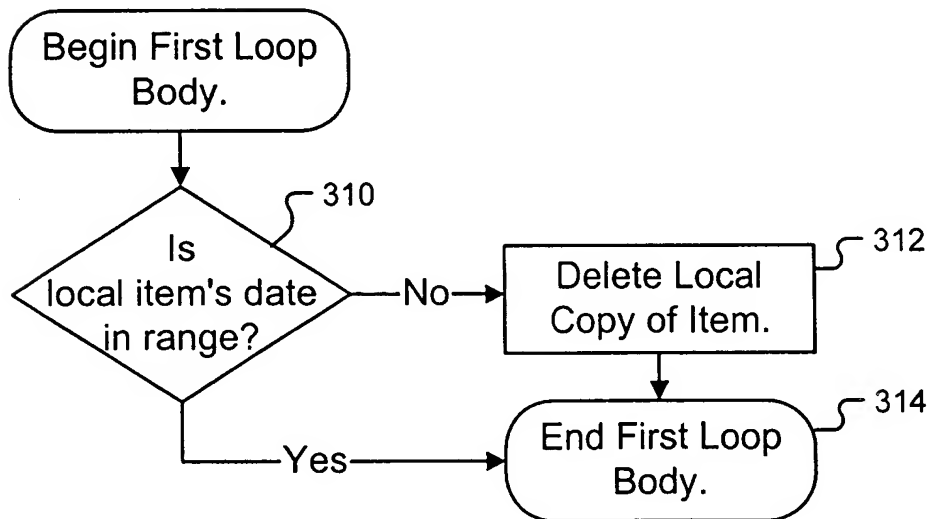 Begin First Loop
Body.
310
Is
local item's date
in range?
No
312
Delete Local
Copy of Item.
314
End First Loop
Body.
Yes